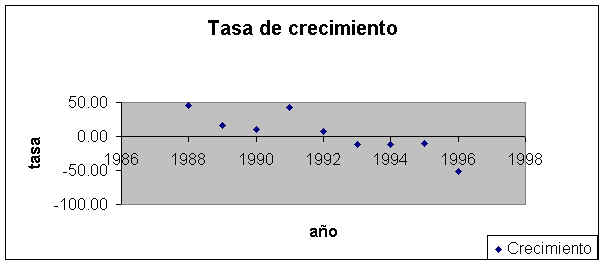 Tasa de crecimiento
50.00
0.00
-50.00
-100.00
tasa
1986 1988 1990 1992 1994 1996 1998
año
Crecimiento